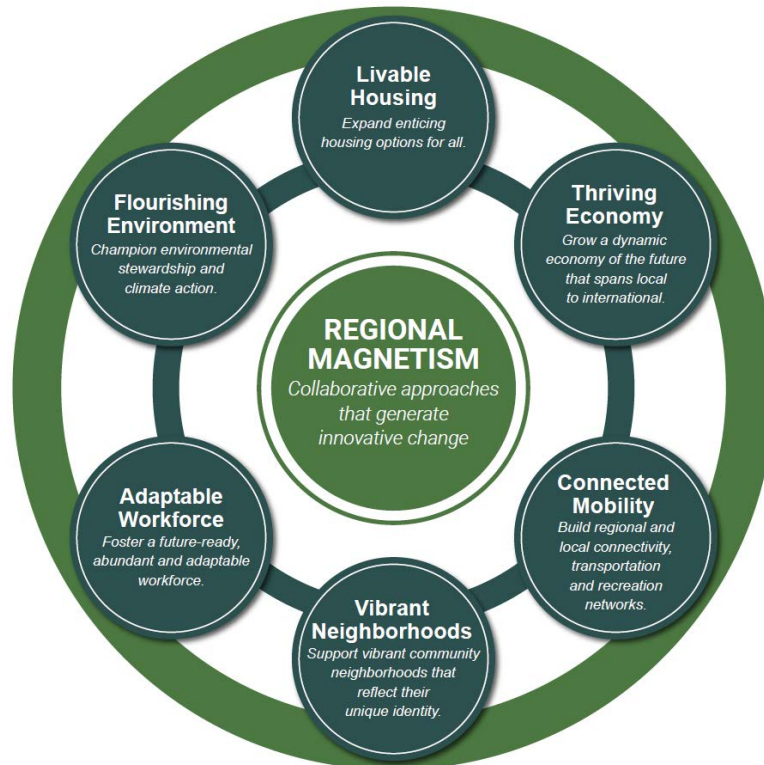 Livable
Housing
Expand enticing
housing options for all.
Thriving
Economy
Grow a dynamic
economy of the future
that spans local
to international.
Connected
Mobility
Build regional and
local connectivity,
transportation
and recreation
networks.
Vibrant
Neighborhoods
Support vibrant community
neighborhoods that
reflect their
unique identity.
Adaptable
Workforce
Foster a future-ready,
abundant and adaptable
workforce.
Flourishing
Environment
Champion environmental
stewardship and
climate action.
REGIONAL
MAGNETISM
Collaborative approaches
that generate
innovative change